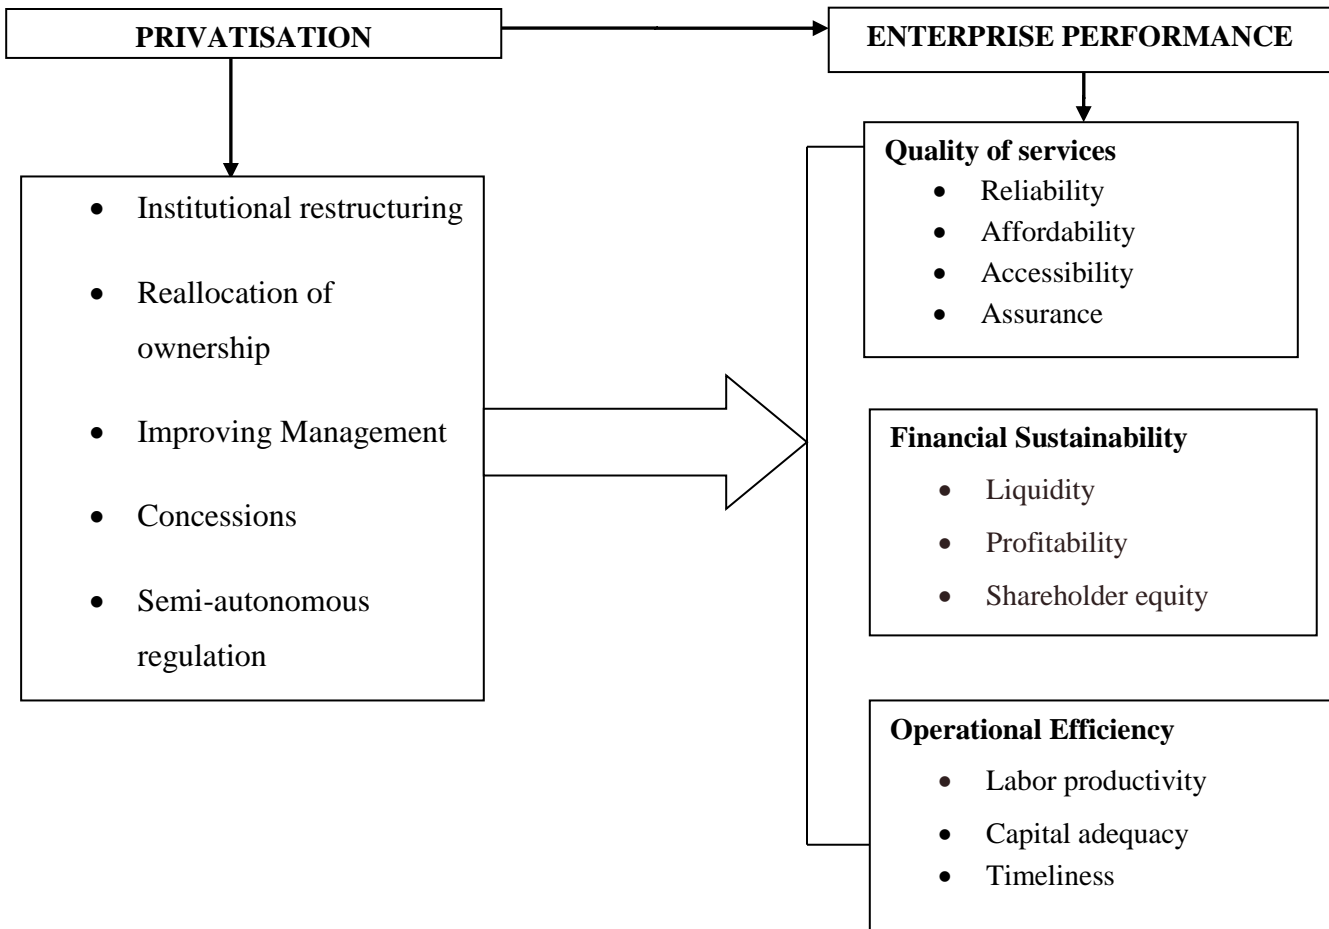 PRIVATISATION
ENTERPRISE PERFORMANCE
• Institutional restructuring
• Reallocation of
ownership
• Improving Management
• Concessions
• Semi-autonomous
regulation
Quality of services
• Reliability
• Affordability
• Accessibility
• Assurance
Financial Sustainability
• Liquidity
• Profitability
• Shareholder equity
Operational Efficiency
• Labor productivity
• Capital adequacy
• Timeliness